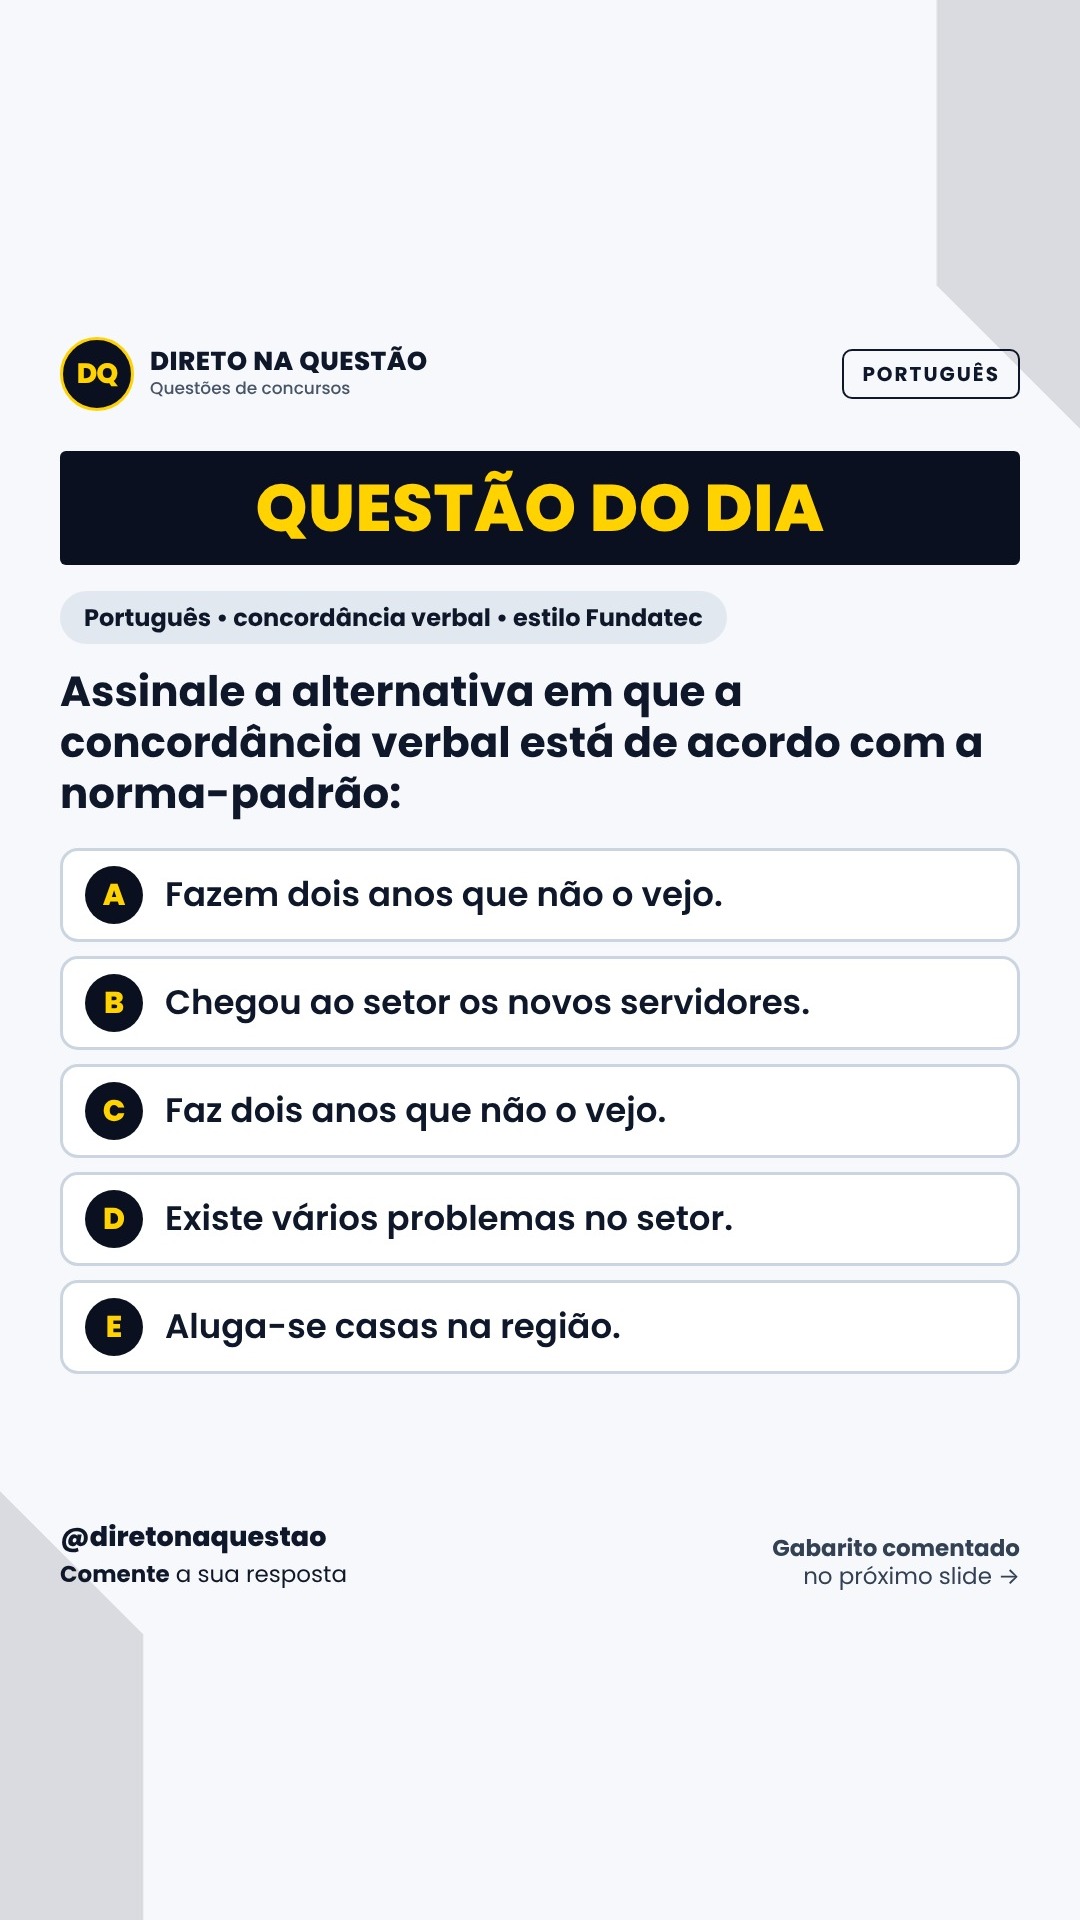 DQ
DIRETO NA QUESTÃO
Questões de concursos
PORTUGUÊS
QUESTÃO DO DIA
Português • concordância verbal • estilo Fundatec
Assinale a alternativa em que a
concordância verbal está de acordo com a
norma-padrão:
A Fazem dois anos que não o vejo.
B Chegou ao setor os novos servidores.
C Faz dois anos que não o vejo.
D Existe vários problemas no setor.
E Aluga-se casas na região.
@diretonaquestao
Comente a sua resposta
Gabarito comentado
no próximo slide →